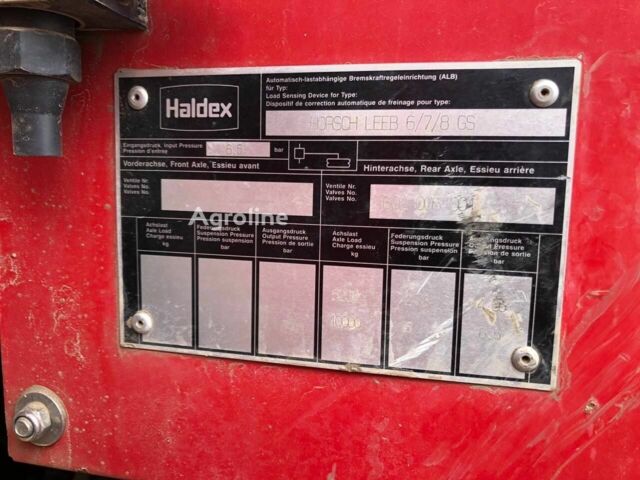 Haldex
Automatisch-lastabhängige Bremskraftregeleinrichtung (ALB)
für Typ:
Load Sensing Device for Type:
Dispositif de correction automatique de freinage pour type:
HORSCH LEEB 6/7/8 GS
Eingangsdruck, Input Pressure
Pression d'entrée
bar
Vorderachse, Front Axle, Essieu avant
Hinterachse, Rear Axle, Essieu arrière
Ventile Nr.
Valves No.
Valves No.
Ventile Nr.
Valves No.
Valves No.
Agroline
Achslast
Axle Load
Charge essieu
kg
Federungsdruck
Suspension Pressure
Pression suspension
bar
Ausgangsdruck
Output Pressure
Pression de sortie
bar
Achslast
Axle Load
Charge essieu
kg
Federungsdruck
Suspension Pressure
Pression suspension
bar
Federungsdruck
Output Pressure
Pression de sortie
bar
10000
6,5